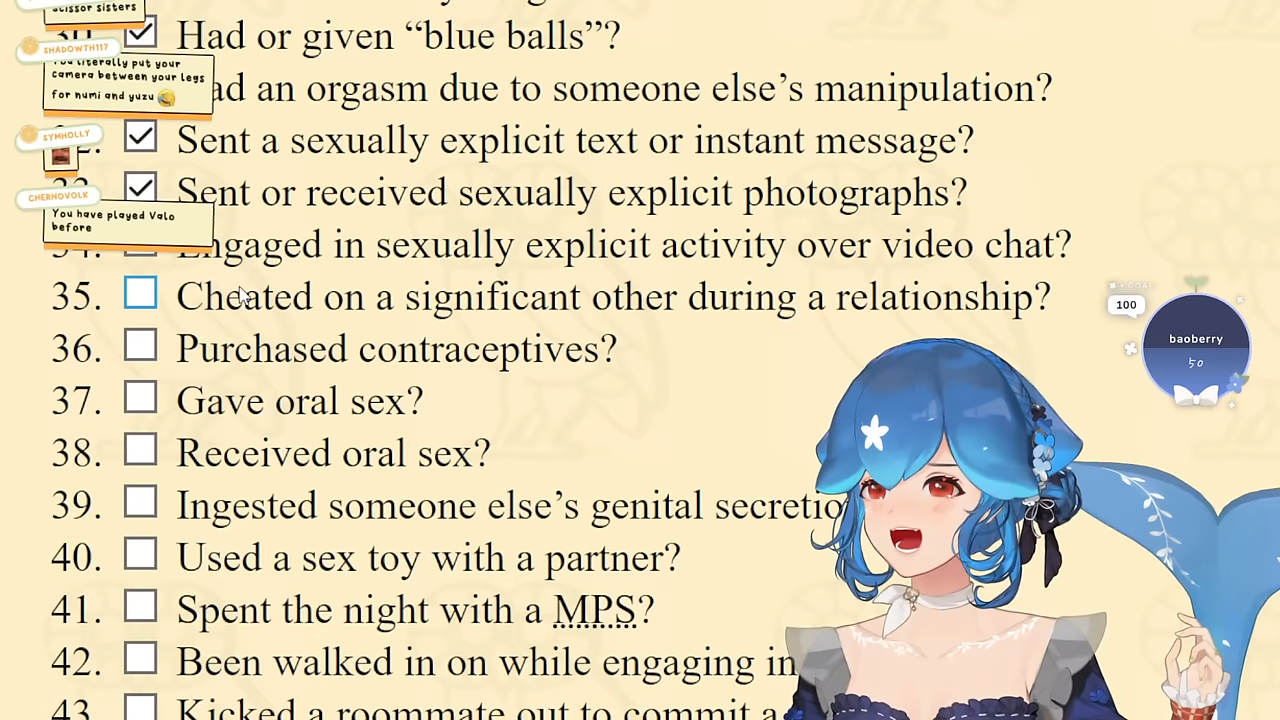 scissor sisters
30. Had or given “blue balls”?
SHADOWTH117
You literally put your
camera between your legs
for numi and yuzu
ad an orgasm due to someone else’s manipulation?
SYMHOLLY
Sent a sexually explicit text or instant message?
CHERNOVOLK
Sent or received sexually explicit photographs?
You have played Valo
before
34. Engaged in sexually explicit activity over video chat?
35. Cheated on a significant other during a relationship?
100
baoberry
50
36. Purchased contraceptives?
37. Gave oral sex?
38. Received oral sex?
39. Ingested someone else’s genital secretio
40. Used a sex toy with a partner?
41. Spent the night with a MPS?
42. Been walked in on while engaging in
43. Kicked a roommate out to commit a